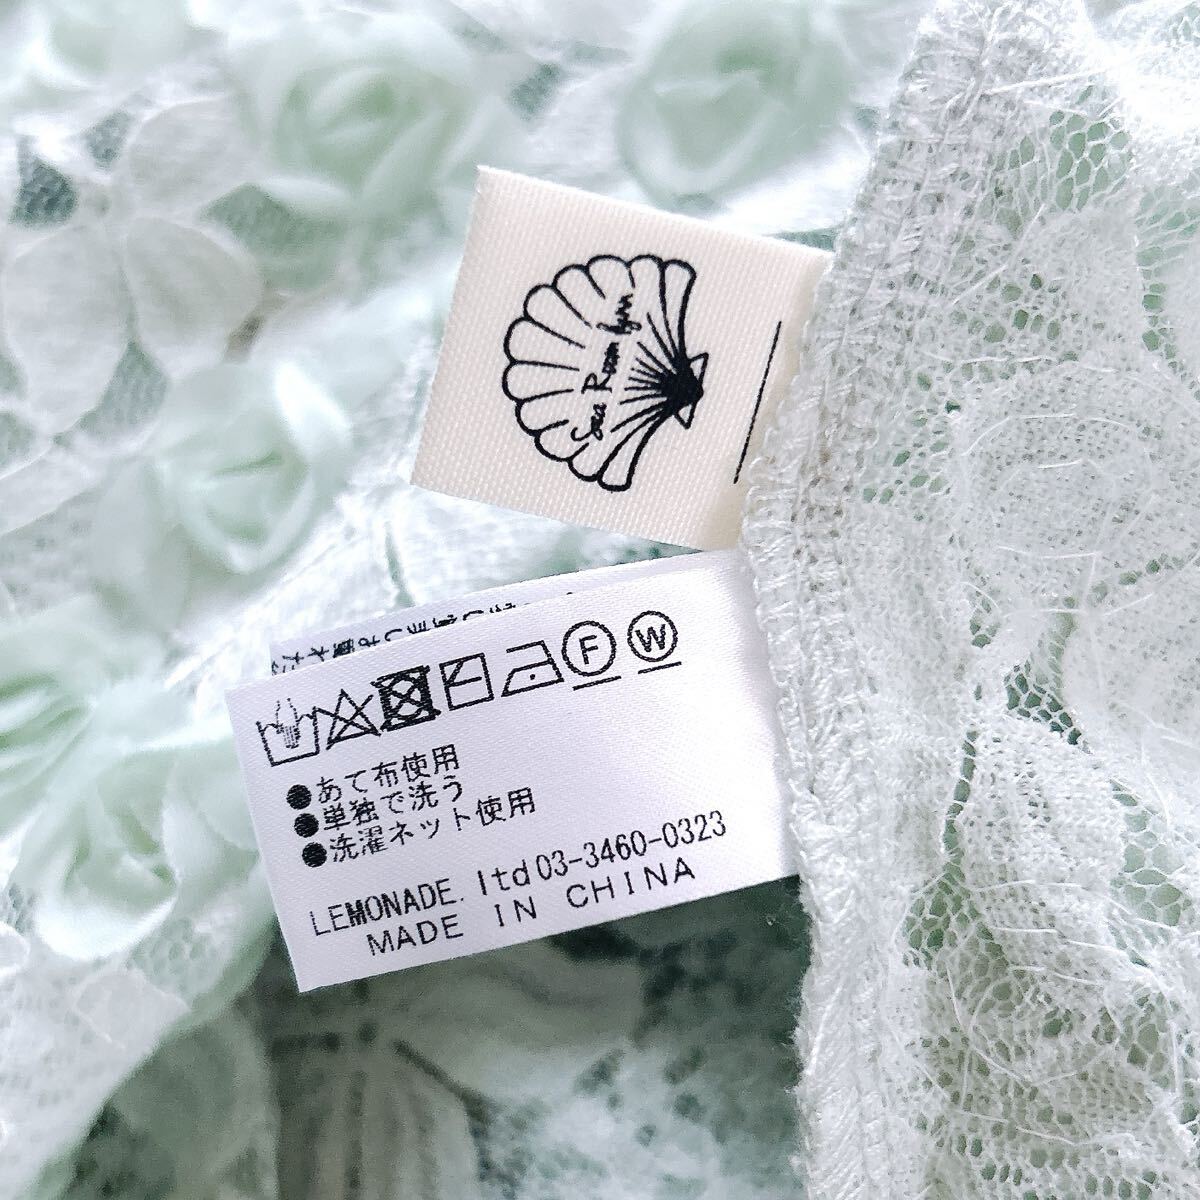 Sea Room lynn
F W
●あて布使用
●単独で洗う
●洗濯ネット使用
LEMONADE. ltd 03-3460-0323
MADE IN CHINA